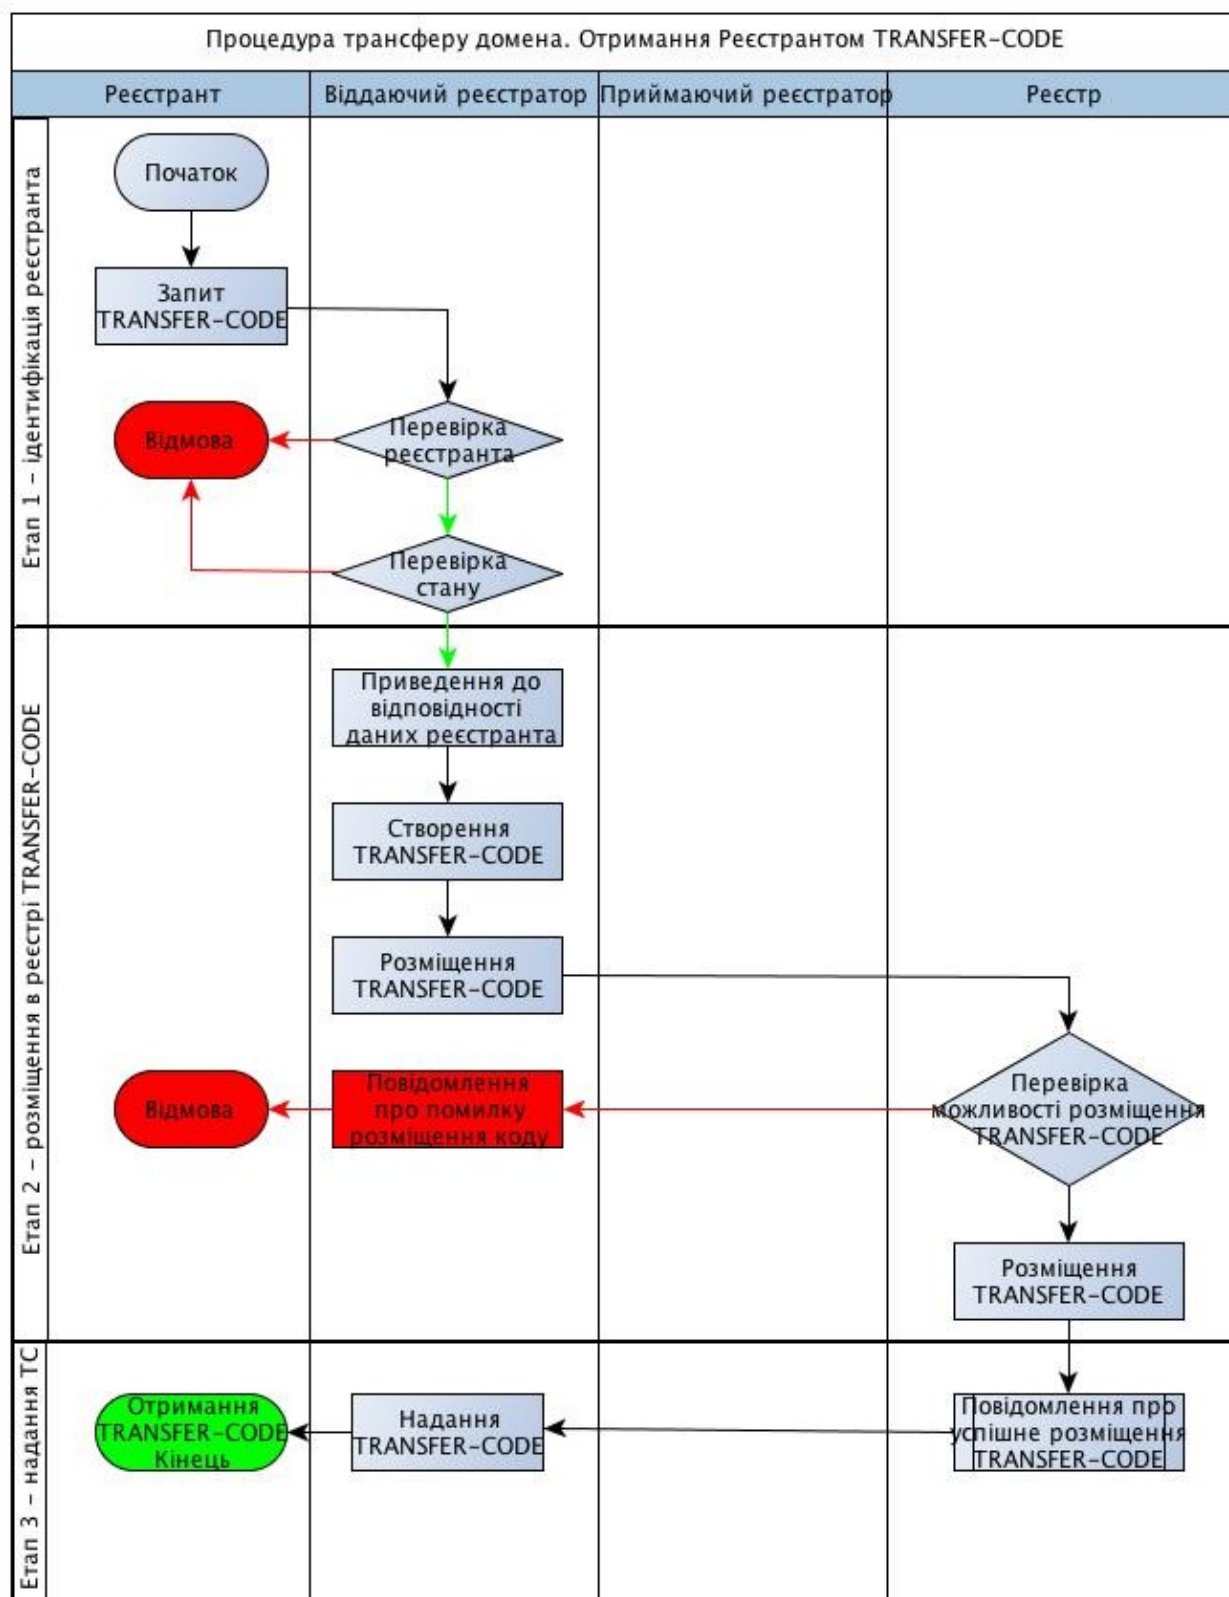 Процедура трансферу домена. Отримання Реєстрантом TRANSFER-CODE
Реєстрант
Віддаючий реєстратор
Приймаючий реєстратор
Реєстр
Етап 1 - ідентифікація реєстранта
Початок
Запит
TRANSFER-CODE
Відмова
Перевірка
реєстранта
Перевірка
стану
Етап 2 - розміщення в реєстрі TRANSFER-CODE
Приведення до
відповідності
даних реєстранта
Створення
TRANSFER-CODE
Розміщення
TRANSFER-CODE
Відмова
Повідомлення
про помилку
розміщення коду
Перевірка
можливості розміщення
TRANSFER-CODE
Розміщення
TRANSFER-CODE
Етап 3 - надання TC
Отримання
TRANSFER-CODE
Кінець
Надання
TRANSFER-CODE
Повідомлення про
успішне розміщення
TRANSFER-CODE